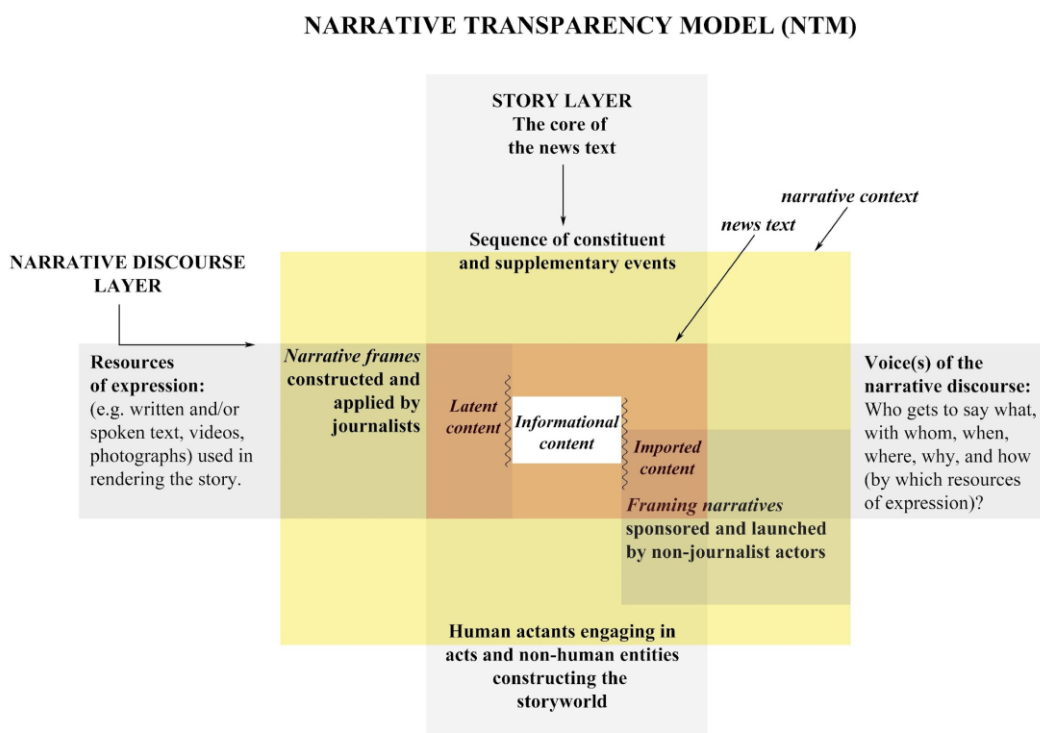 NARRATIVE TRANSPARENCY MODEL (NTM)
STORY LAYER
The core of
the news text
narrative context
news text
Sequence of constituent
and supplementary events
NARRATIVE DISCOURSE
LAYER
Resources
of expression:
(e.g. written and/or
spoken text, videos,
photographs) used in
rendering the story.
Narrative frames
constructed and
applied by
journalists
Latent
content
Informational
content
Imported
content
Framing narratives
sponsored and launched
by non-journalist actors
Voice(s) of the
narrative discourse:
Who gets to say what,
with whom, when,
where, why, and how
(by which resources
of expression)?
Human actants engaging in
acts and non-human entities
constructing the
storyworld